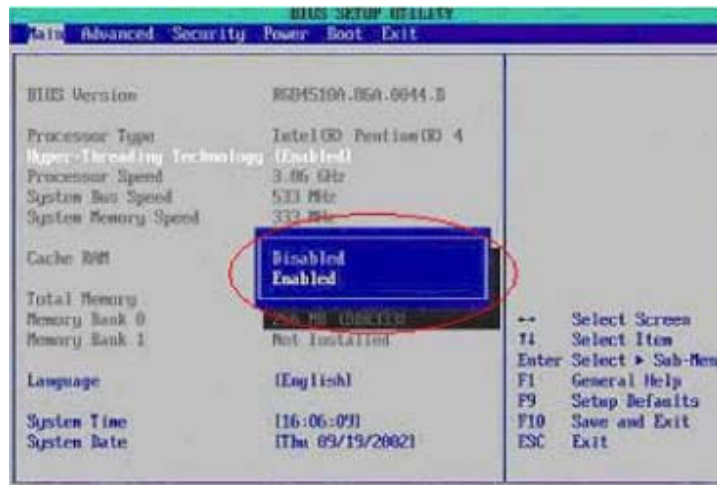 BIOS SETUP UTILITY
Main Advanced Security Power Boot Exit
BIOS Version
Processor Type Intel(R) Pentium(R) 4
Hyper-Threading Technology [Enabled]
Processor Speed 3.06 GHz
System Bus Speed 533 MHz
System Memory Speed 333 MHz
Cache RAM
Disabled
Enabled
Total Memory
Memory Bank 0 256 MB (DDR333)
Memory Bank 1 Not Installed
Language [English]
System Time [16:06:09]
System Date [Thu 09/19/2002]
↔ Select Screen
↑↓ Select Item
Enter Select ► Sub-Men
F1 General Help
F9 Setup Defaults
F10 Save and Exit
ESC Exit